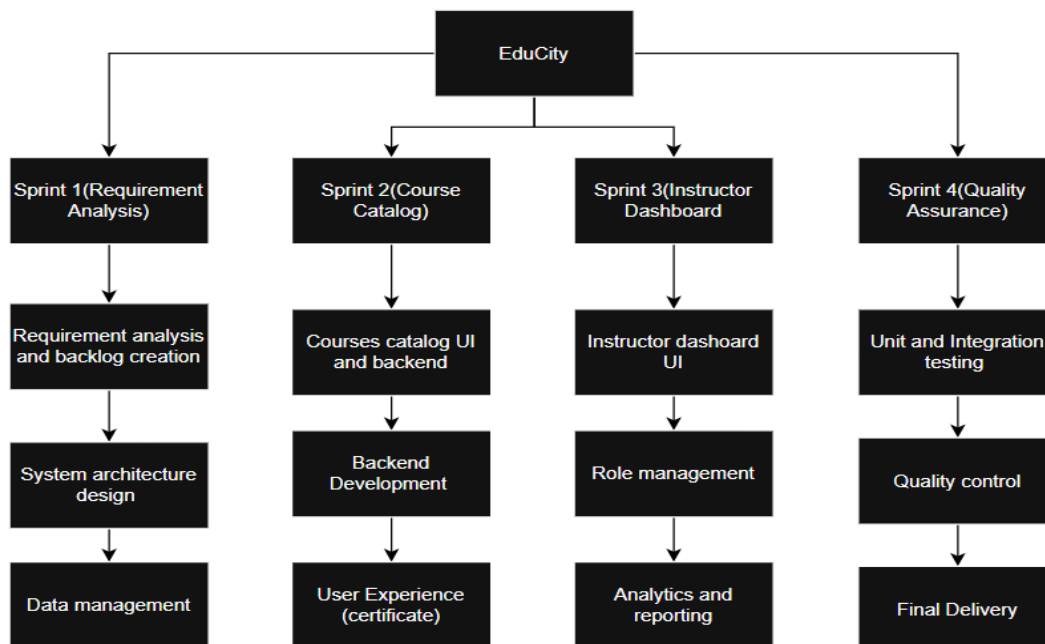 EduCity
Sprint 1(Requirement
Analysis)
Sprint 2(Course
Catalog)
Sprint 3(Instructor
Dashboard
Sprint 4(Quality
Assurance)
Requirement analysis
and backlog creation
Courses catalog UI
and backend
Instructor dashoard
UI
Unit and Integration
testing
System architecture
design
Backend
Development
Role management
Quality control
Data management
User Experience
(certificate)
Analytics and
reporting
Final Delivery